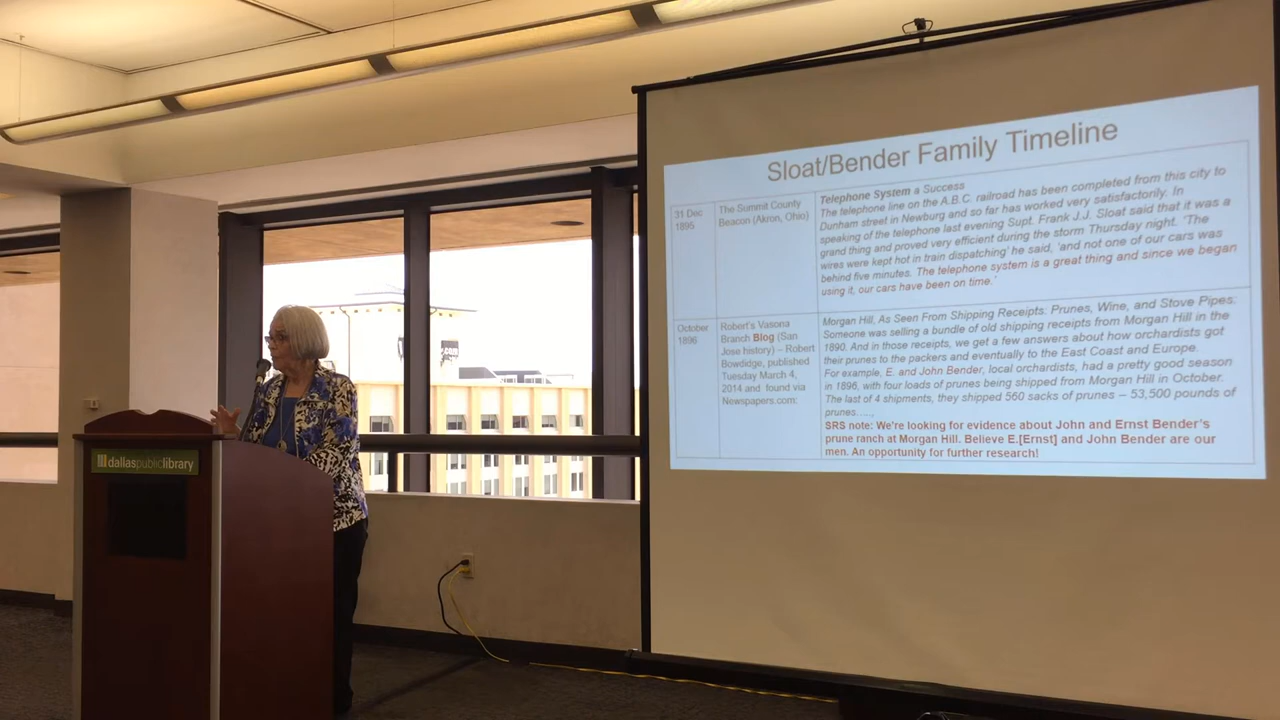 Sloat/Bender Family Timeline
31 Dec
1895
The Summit County
Beacon (Akron, Ohio)
Telephone System a Success
The telephone line on the A.B.C. railroad has been completed from this city to
Dunham street in Newburg and so far has worked very satisfactorily. In
speaking of the telephone last evening Supt. Frank J.J. Sloat said that it was a
grand thing and proved very efficient during the storm Thursday night. 'The
wires were kept hot in train dispatching' he said, 'and not one of our cars was
behind five minutes. The telephone system is a great thing and since we began
using it, our cars have been on time.'
October
1896
Robert's Vasona
Branch Blog (San
Jose history) – Robert
Bowdidge, published
Tuesday March 4,
2014 and found via
Newspapers.com:
Morgan Hill, As Seen From Shipping Receipts: Prunes, Wine, and Stove Pipes:
Someone was selling a bundle of old shipping receipts from Morgan Hill in the
1890. And in those receipts, we get a few answers about how orchardists got
their prunes to the packers and eventually to the East Coast and Europe.
For example, E. and John Bender, local orchardists, had a pretty good season
in 1896, with four loads of prunes being shipped from Morgan Hill in October.
The last of 4 shipments, they shipped 560 sacks of prunes – 53,500 pounds of
prunes....,
SRS note: We're looking for evidence about John and Ernst Bender's
prune ranch at Morgan Hill. Believe E.[Ernst] and John Bender are our
men. An opportunity for further research!
dallaspubliclibrary
.com